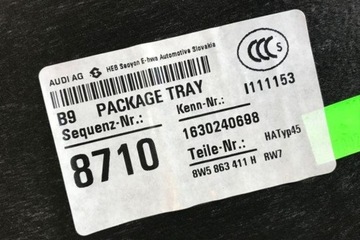 AUDI AG HEB Seoyon E-hwa Automotive Slovakia
CCC S
B9 PACKAGE TRAY I111153
Sequenz-Nr.: Kenn-Nr.:
8710 1630240698
Teile-Nr.: HATyp45
8W5 863 411 H RW7